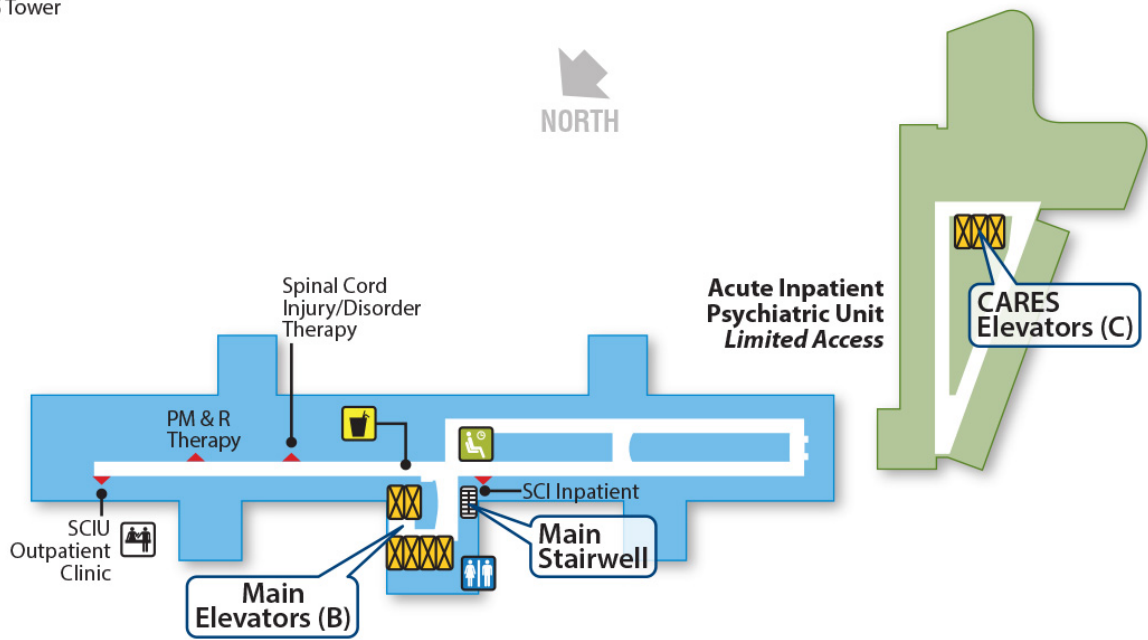 Tower
NORTH
Spinal Cord
Injury/Disorder
Therapy
Acute Inpatient
Psychiatric Unit
Limited Access
CARES
Elevators (C)
PM & R
Therapy
SCI Inpatient
SCIU
Outpatient
Clinic
Main
Stairwell
Main
Elevators (B)